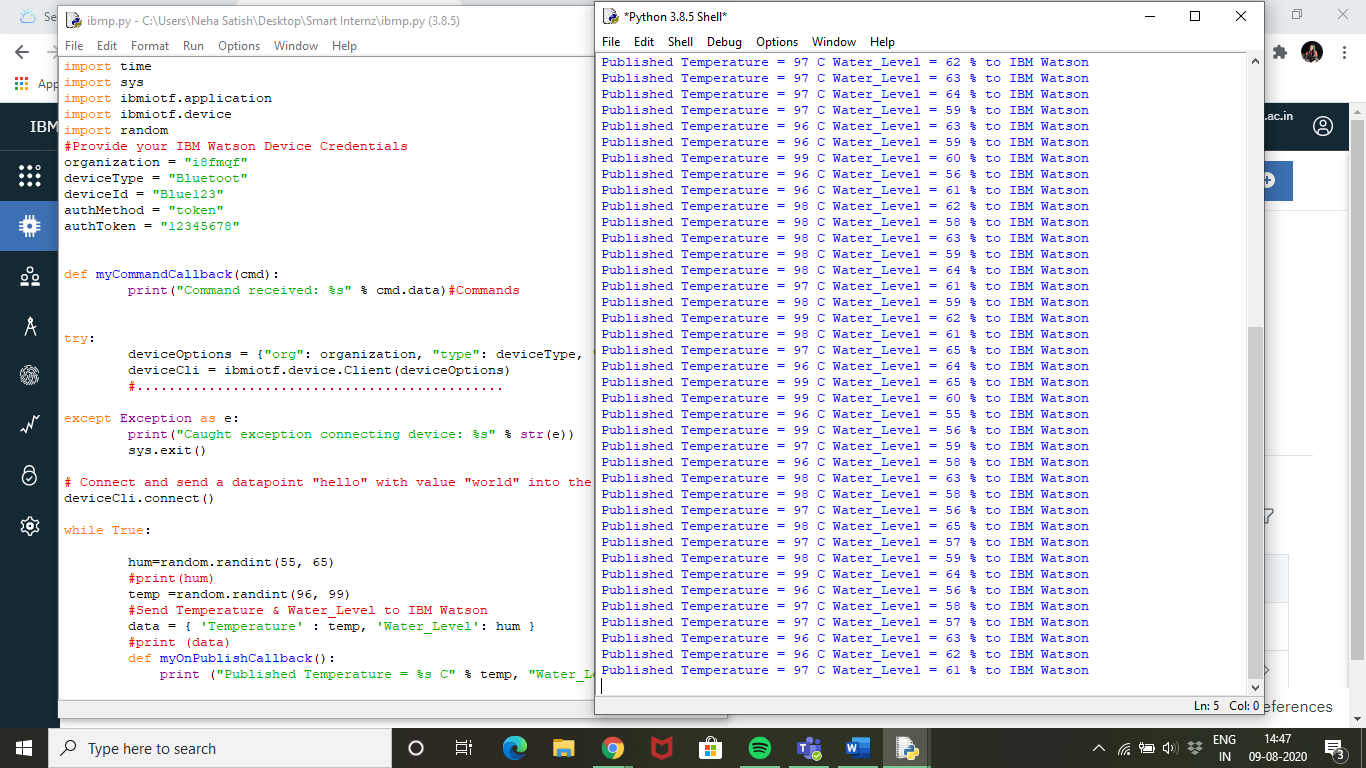 Se
ibmp.py - C:\Users\Neha Satish\Desktop\Smart Internz\ibmp.py (3.8.5)
File Edit Format Run Options Window Help
App
IBM
import time
import sys
import ibmiotf.application
import ibmiotf.device
import random
#Provide your IBM Watson Device Credentials
organization = "i8fmqf"
deviceType = "Bluetoot"
deviceId = "Blue123"
authMethod = "token"
authToken = "12345678"
def myCommandCallback(cmd):
print("Command received: %s" % cmd.data)#Commands
try:
deviceOptions = {"org": organization, "type": deviceType,
deviceCli = ibmiotf.device.Client(deviceOptions)
#..............................................
except Exception as e:
print("Caught exception connecting device: %s" % str(e))
sys.exit()
# Connect and send a datapoint "hello" with value "world" into the
deviceCli.connect()
while True:
hum=random.randint(55, 65)
#print(hum)
temp =random.randint(96, 99)
#Send Temperature & Water_Level to IBM Watson
data = { 'Temperature' : temp, 'Water_Level': hum }
#print (data)
def myOnPublishCallback():
print ("Published Temperature = %s C" % temp, "Water_Le
*Python 3.8.5 Shell*
File Edit Shell Debug Options Window Help
Published Temperature = 97 C Water_Level = 62 % to IBM Watson
Published Temperature = 97 C Water_Level = 63 % to IBM Watson
Published Temperature = 97 C Water_Level = 64 % to IBM Watson
Published Temperature = 97 C Water_Level = 59 % to IBM Watson
Published Temperature = 96 C Water_Level = 63 % to IBM Watson
Published Temperature = 96 C Water_Level = 59 % to IBM Watson
Published Temperature = 99 C Water_Level = 60 % to IBM Watson
Published Temperature = 96 C Water_Level = 56 % to IBM Watson
Published Temperature = 96 C Water_Level = 61 % to IBM Watson
Published Temperature = 98 C Water_Level = 62 % to IBM Watson
Published Temperature = 98 C Water_Level = 58 % to IBM Watson
Published Temperature = 98 C Water_Level = 63 % to IBM Watson
Published Temperature = 98 C Water_Level = 59 % to IBM Watson
Published Temperature = 98 C Water_Level = 64 % to IBM Watson
Published Temperature = 97 C Water_Level = 61 % to IBM Watson
Published Temperature = 98 C Water_Level = 59 % to IBM Watson
Published Temperature = 99 C Water_Level = 62 % to IBM Watson
Published Temperature = 98 C Water_Level = 61 % to IBM Watson
Published Temperature = 97 C Water_Level = 65 % to IBM Watson
Published Temperature = 96 C Water_Level = 64 % to IBM Watson
Published Temperature = 99 C Water_Level = 65 % to IBM Watson
Published Temperature = 99 C Water_Level = 60 % to IBM Watson
Published Temperature = 96 C Water_Level = 55 % to IBM Watson
Published Temperature = 99 C Water_Level = 56 % to IBM Watson
Published Temperature = 97 C Water_Level = 59 % to IBM Watson
Published Temperature = 96 C Water_Level = 58 % to IBM Watson
Published Temperature = 98 C Water_Level = 63 % to IBM Watson
Published Temperature = 98 C Water_Level = 58 % to IBM Watson
Published Temperature = 97 C Water_Level = 56 % to IBM Watson
Published Temperature = 98 C Water_Level = 65 % to IBM Watson
Published Temperature = 97 C Water_Level = 57 % to IBM Watson
Published Temperature = 98 C Water_Level = 59 % to IBM Watson
Published Temperature = 99 C Water_Level = 64 % to IBM Watson
Published Temperature = 96 C Water_Level = 56 % to IBM Watson
Published Temperature = 97 C Water_Level = 58 % to IBM Watson
Published Temperature = 97 C Water_Level = 57 % to IBM Watson
Published Temperature = 96 C Water_Level = 63 % to IBM Watson
Published Temperature = 96 C Water_Level = 62 % to IBM Watson
Published Temperature = 97 C Water_Level = 61 % to IBM Watson
Ln: 5 Col: 0
.ac.in
eferences
Type here to search
ENG
IN
14:47
09-08-2020
3